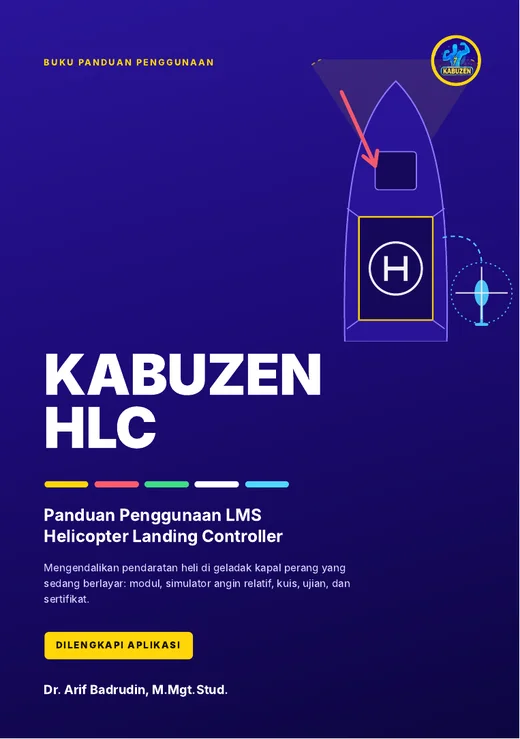 BUKU PANDUAN PENGGUNAAN
KABUZEN
H
KABUZEN
HLC
Panduan Penggunaan LMS
Helicopter Landing Controller
Mengendalikan pendaratan heli di geladak kapal perang yang
sedang berlayar: modul, simulator angin relatif, kuis, ujian, dan
sertifikat.
DILENGKAPI APLIKASI
Dr. Arif Badrudin, M.Mgt.Stud.